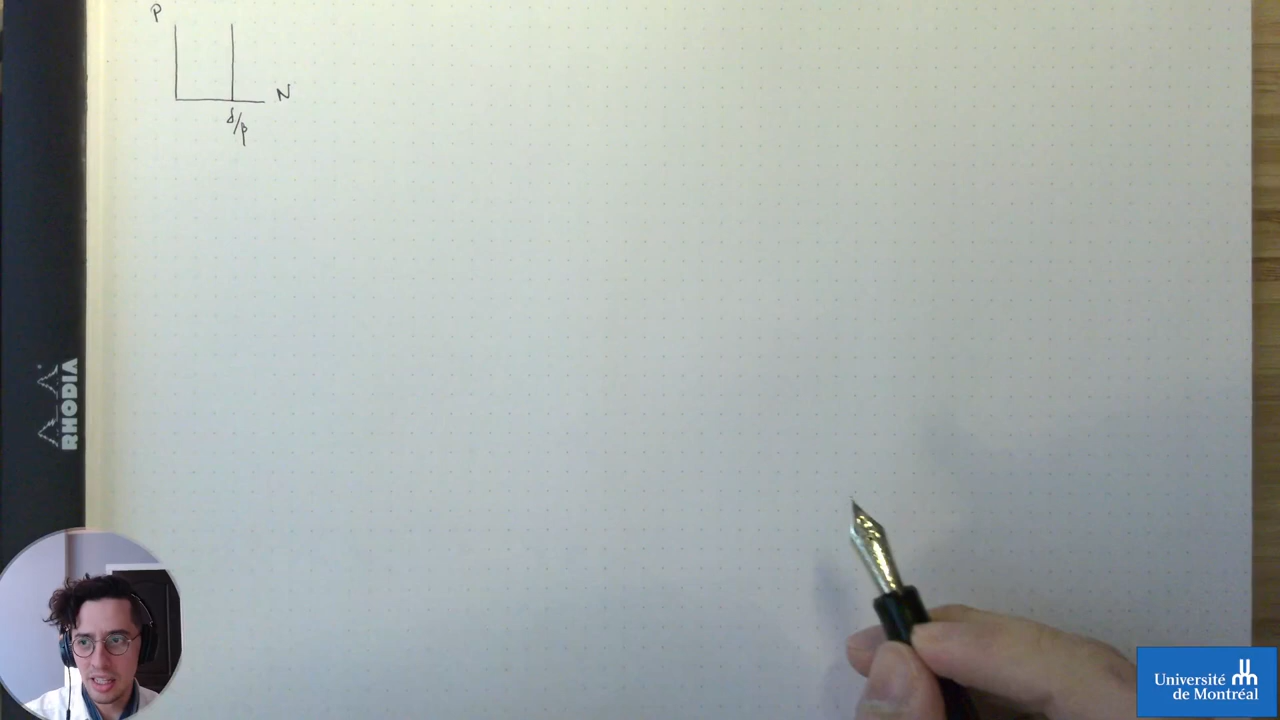 P
N
δ/β
RHODIA
Université
de Montréal